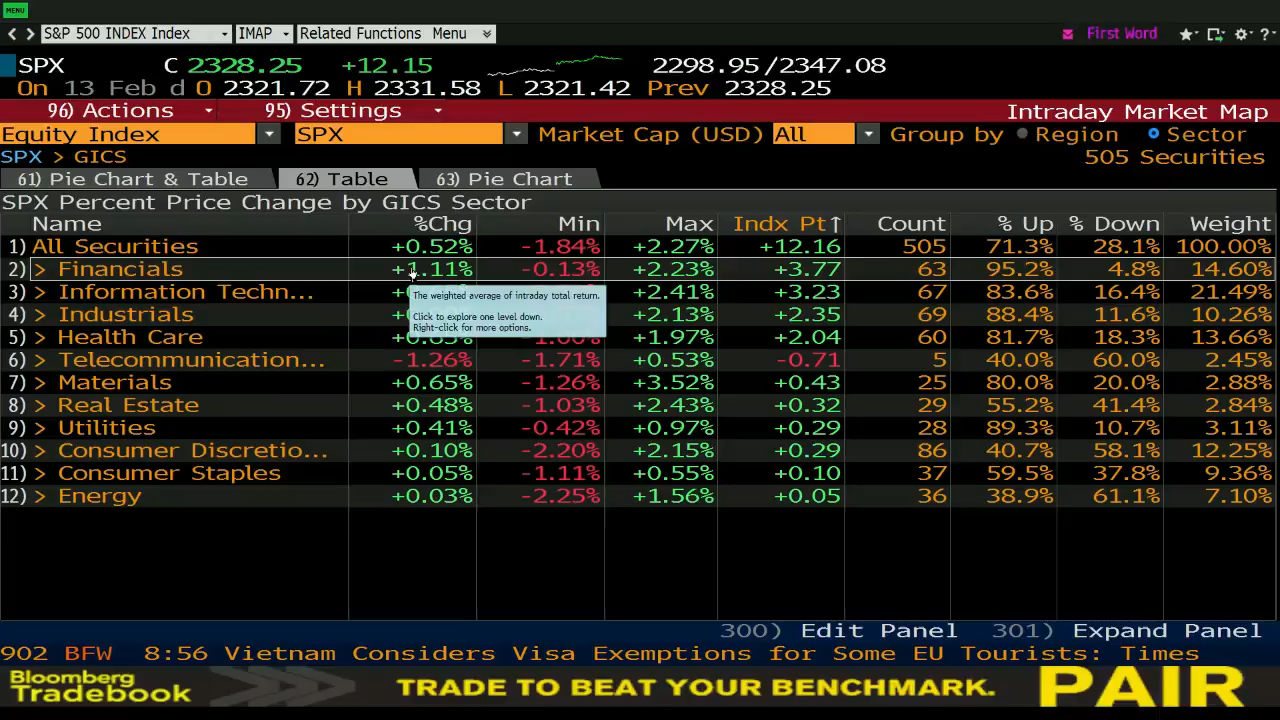 MENU
< > S&P 500 INDEX Index IMAP Related Functions Menu First Word ?
SPX C 2328.25 +12.15 2298.95/2347.08
On 13 Feb d O 2321.72 H 2331.58 L 2321.42 Prev 2328.25
96) Actions 95) Settings Intraday Market Map
Equity Index SPX Market Cap (USD) All Group by Region Sector
SPX > GICS 505 Securities
61) Pie Chart & Table 62) Table 63) Pie Chart
SPX Percent Price Change by GICS Sector
Name %Chg Min Max Indx Pt↑ Count % Up % Down Weight
1) All Securities +0.52% -1.84% +2.27% +12.16 505 71.3% 28.1% 100.00%
2) > Financials +1.11% -0.13% +2.23% +3.77 63 95.2% 4.8% 14.60%
3) > Information Techn... +2.41% +3.23 67 83.6% 16.4% 21.49%
4) > Industrials +2.13% +2.35 69 88.4% 11.6% 10.26%
5) > Health Care +1.97% +2.04 60 81.7% 18.3% 13.66%
The weighted average of intraday total return.
Click to explore one level down.
Right-click for more options.
6) > Telecommunication... -1.26% -1.71% +0.53% -0.71 5 40.0% 60.0% 2.45%
7) > Materials +0.65% -1.26% +3.52% +0.43 25 80.0% 20.0% 2.88%
8) > Real Estate +0.48% -1.03% +2.43% +0.32 29 55.2% 41.4% 2.84%
9) > Utilities +0.41% -0.42% +0.97% +0.29 28 89.3% 10.7% 3.11%
10) > Consumer Discretio... +0.10% -2.20% +2.15% +0.29 86 40.7% 58.1% 12.25%
11) > Consumer Staples +0.05% -1.11% +0.55% +0.10 37 59.5% 37.8% 9.36%
12) > Energy +0.03% -2.25% +1.56% +0.05 36 38.9% 61.1% 7.10%
300) Edit Panel 301) Expand Panel
902 BFW 8:56 Vietnam Considers Visa Exemptions for Some EU Tourists: Times
Bloomberg
Tradebook
TRADE TO BEAT YOUR BENCHMARK.
PAIR